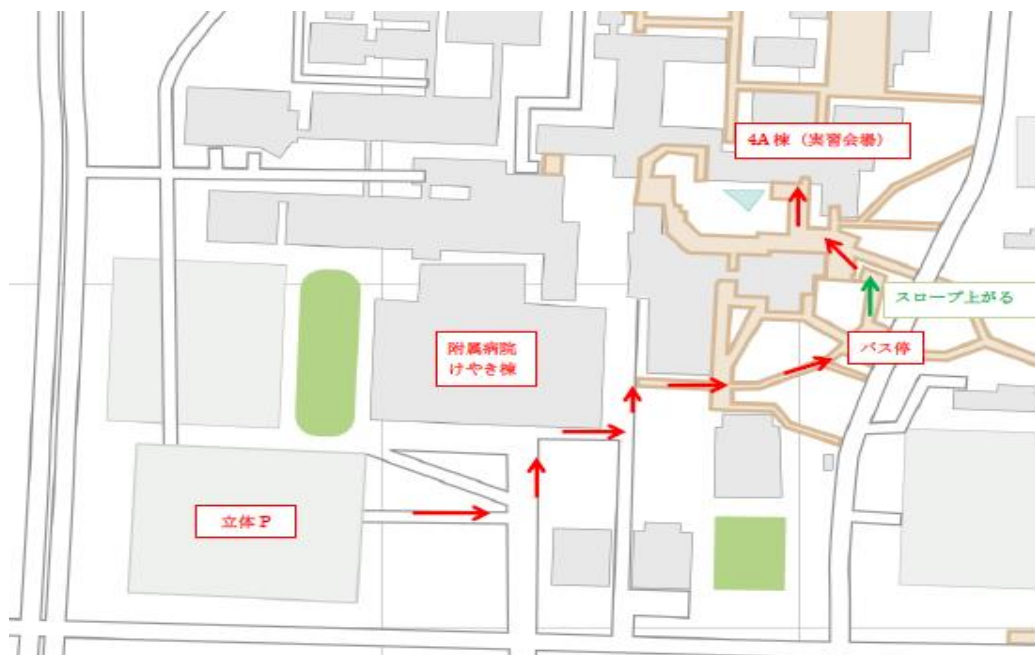 4A棟（実習会場）
スロープ上がる
附属病院
けやき棟
バス停
立体P